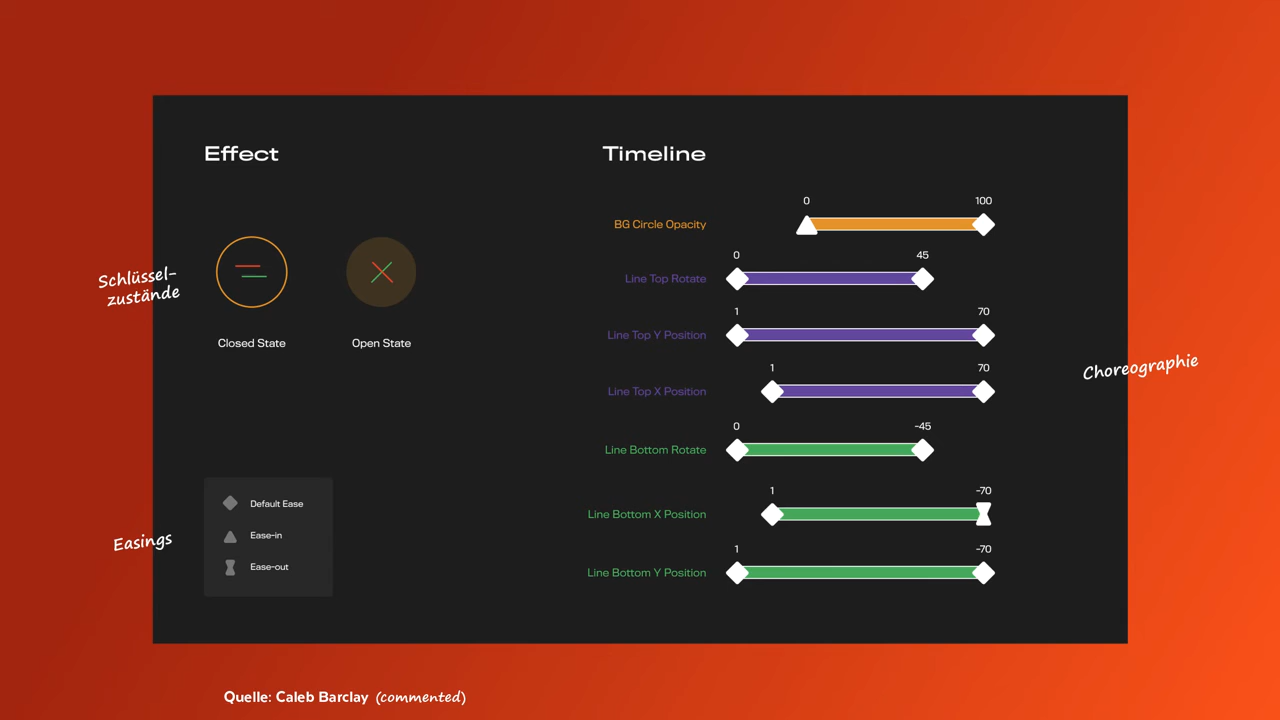 Effect
Schlüssel-
zustände
Closed State
Open State
Easings
Default Ease
Ease-in
Ease-out
Timeline
0 100
BG Circle Opacity
0 45
Line Top Rotate
1 70
Line Top Y Position
1 70
Line Top X Position
0 -45
Line Bottom Rotate
1 -70
Line Bottom X Position
1 -70
Line Bottom Y Position
Choreographie
Quelle: Caleb Barclay (commented)